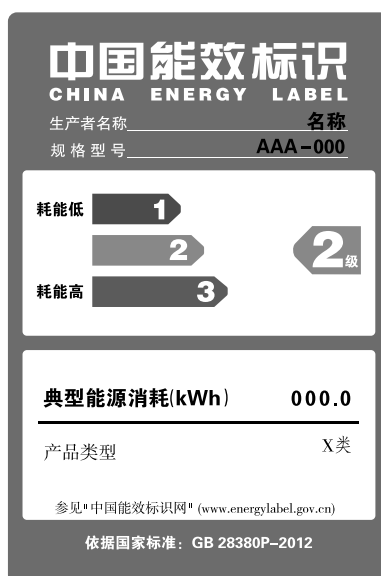 中国能效标识
CHINA ENERGY LABEL
生产者名称 名称
规格型号 AAA-000
耗能低 1
2 2级
耗能高 3
典型能源消耗(kWh) 000.0
产品类型 X类
参见"中国能效标识网" (www.energylabel.gov.cn)
依据国家标准：GB 28380P-2012